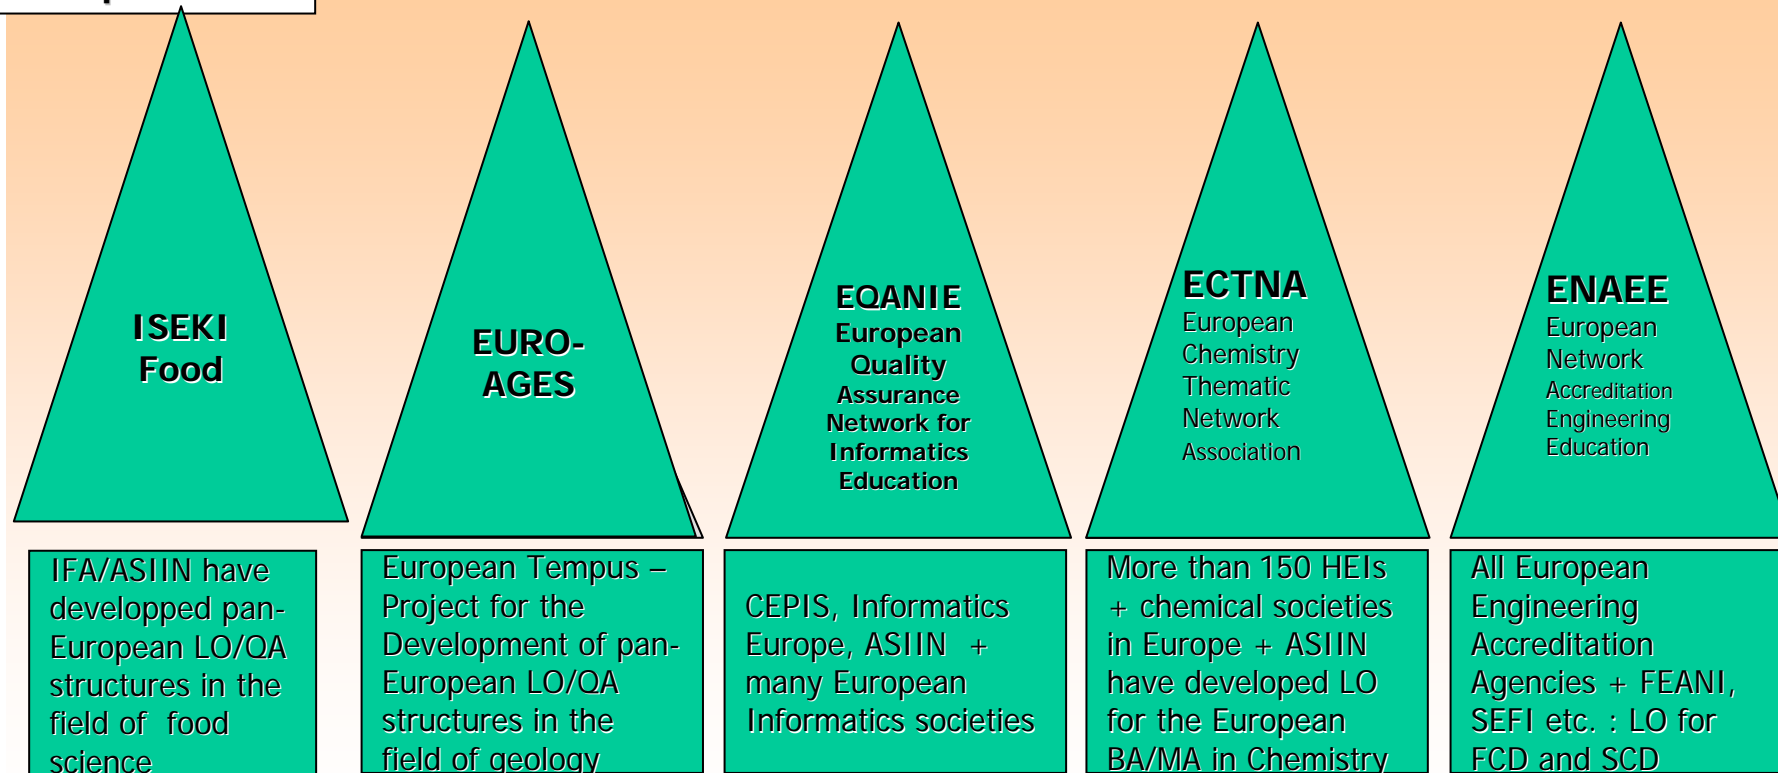 ISEKI
Food
EURO-
AGES
EQANIE
European
Quality
Assurance
Network for
Informatics
Education
ECTNA
European
Chemistry
Thematic
Network
Association
ENAEE
European
Network
Accreditation
Engineering
Education
IFA/ASIIN have
developped pan-
European LO/QA
structures in the
field of food
science
European Tempus –
Project for the
Development of pan-
European LO/QA
structures in the
field of geology
CEPIS, Informatics
Europe, ASIIN +
many European
Informatics societies
More than 150 HEIs
+ chemical societies
in Europe + ASIIN
have developed LO
for the European
BA/MA in Chemistry
All European
Engineering
Accreditation
Agencies + FEANI,
SEFI etc. : LO for
FCD and SCD